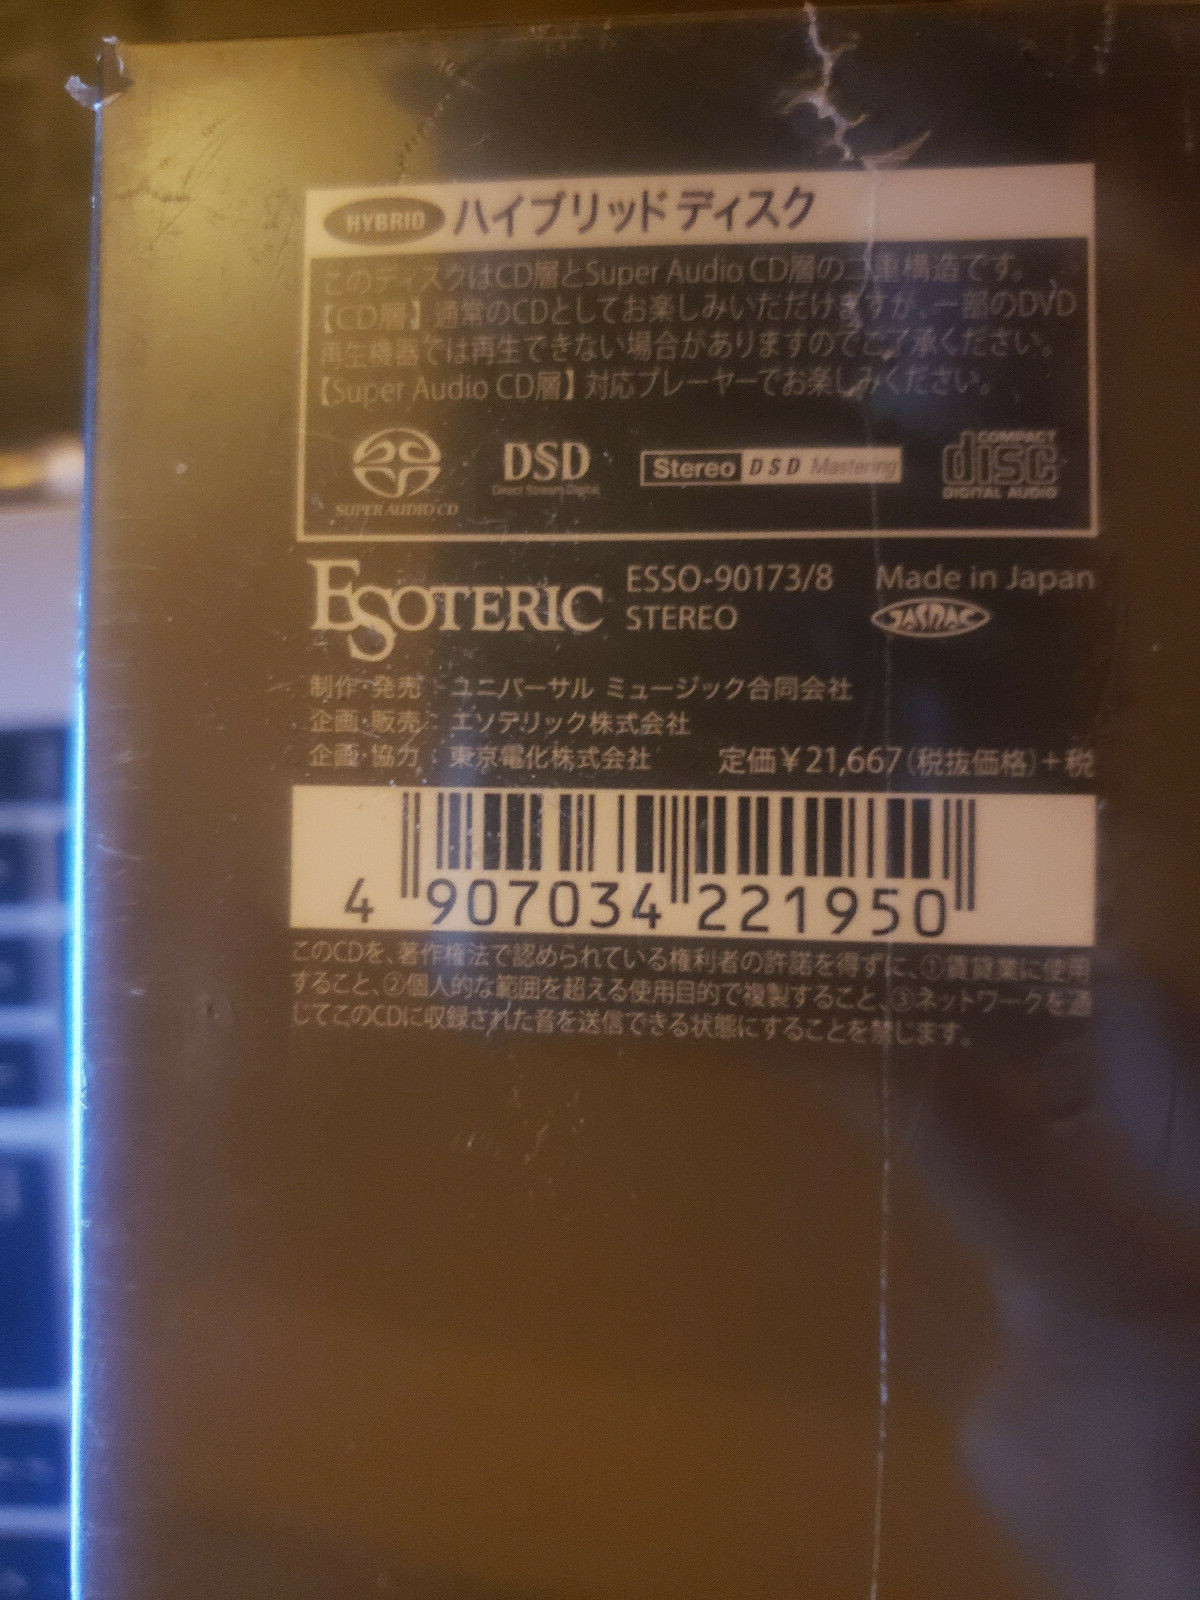 HYBRID ハイブリッド ディスク
このディスクはCD層とSuper Audio CD層の二重構造です。
【CD層】通常のCDとしてお楽しみいただけますが、一部のDVD
再生機器では再生できない場合がありますのでご了承ください。
【Super Audio CD層】対応プレーヤーでお楽しみください。
SUPER AUDIO CD
DSD
Direct Stream Digital
Stereo DSD Mastering
COMPACT
disc
DIGITAL AUDIO
ESOTERIC
ESSO-90173/8
STEREO
Made in Japan
JASRAC
制作・発売：ユニバーサル ミュージック合同会社
企画・販売：エソテリック株式会社
企画・協力：東京電化株式会社 定価￥21,667(税抜価格)+税
4 907034 221950
このCDを、著作権法で認められている権利者の許諾を得ずに、①賃貸業に使用
すること、②個人的な範囲を超える使用目的で複製すること、③ネットワークを通
じてこのCDに収録された音を送信できる状態にすることを禁じます。